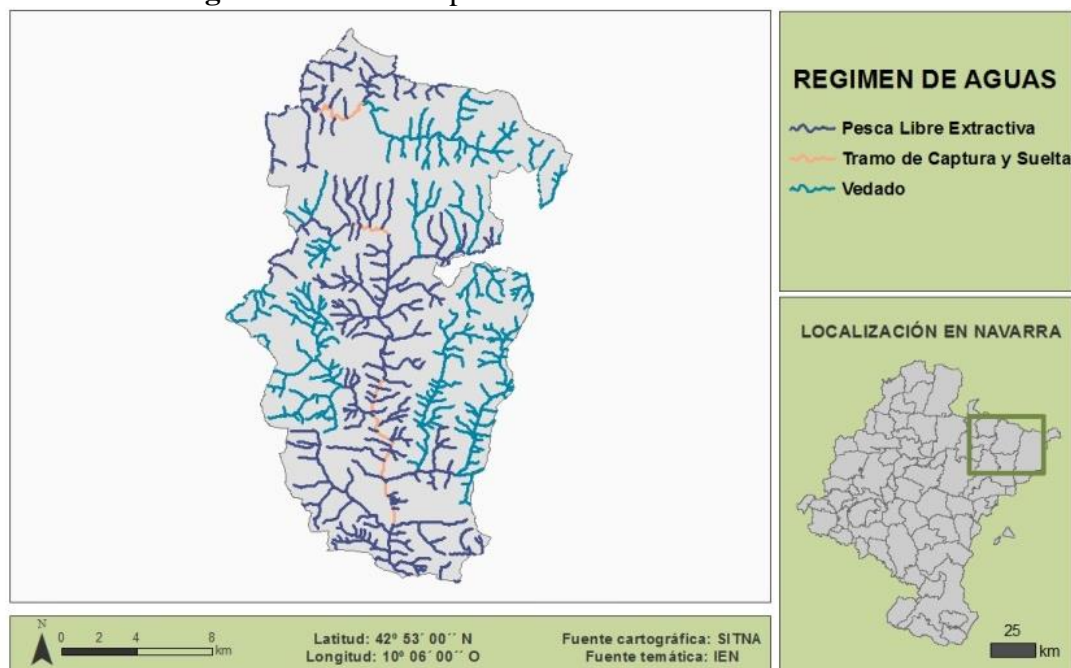 REGIMEN DE AGUAS
Pesca Libre Extractiva
Tramo de Captura y Suelta
Vedado
LOCALIZACIÓN EN NAVARRA
25
km
N
0 2 4 8
km
Latitud: 42º 53´ 00´´ N
Longitud: 10º 06´ 00´´ O
Fuente cartográfica: SITNA
Fuente temática: IEN